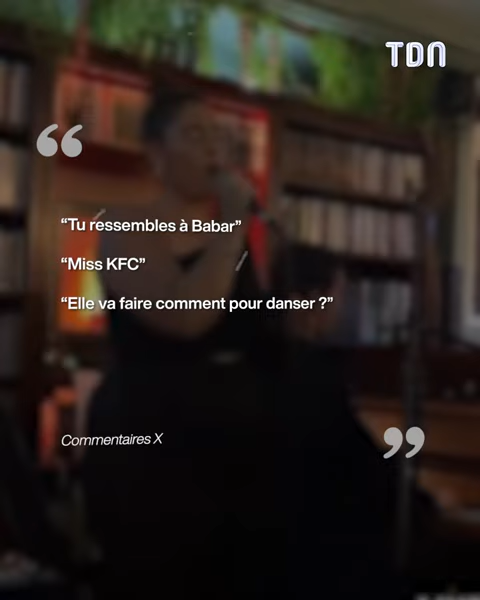 TDN
“Tu ressembles à Babar”
“Miss KFC”
“Elle va faire comment pour danser ?”
Commentaires X